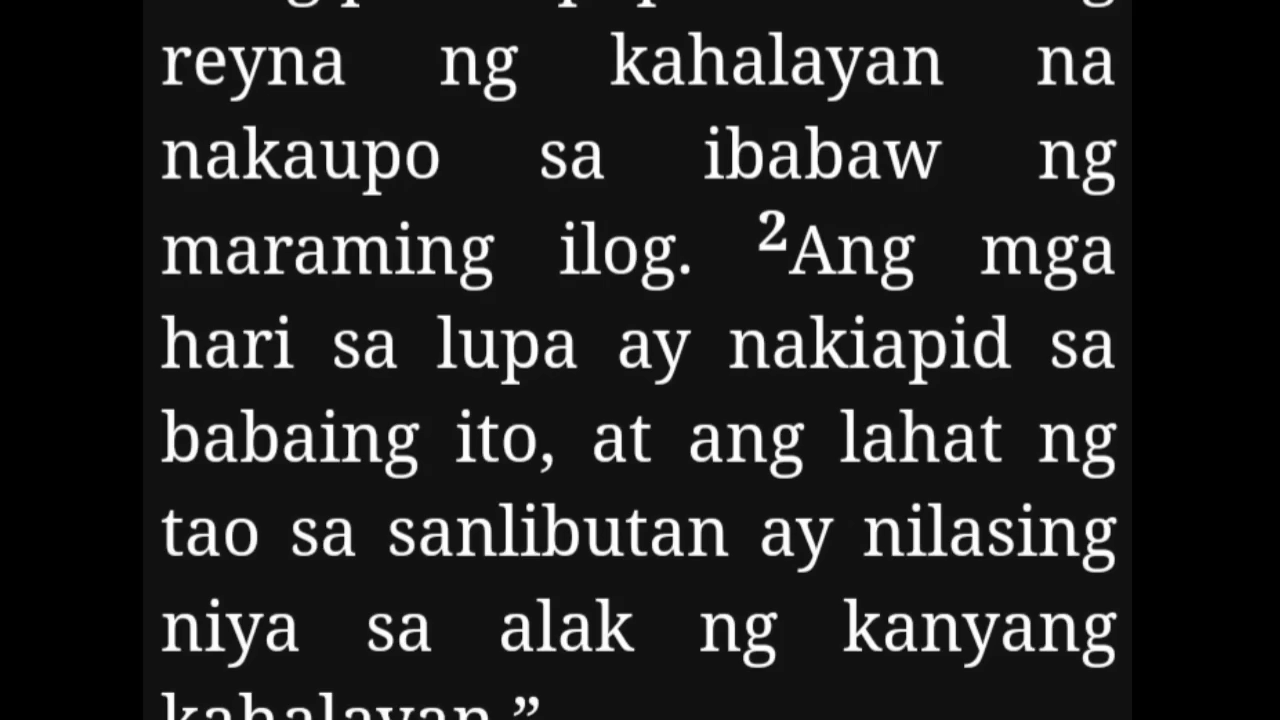 reyna ng kahalayan na
nakaupo sa ibabaw ng
maraming ilog. ²Ang mga
hari sa lupa ay nakiapid sa
babaing ito, at ang lahat ng
tao sa sanlibutan ay nilasing
niya sa alak ng kanyang
kahalayan.”